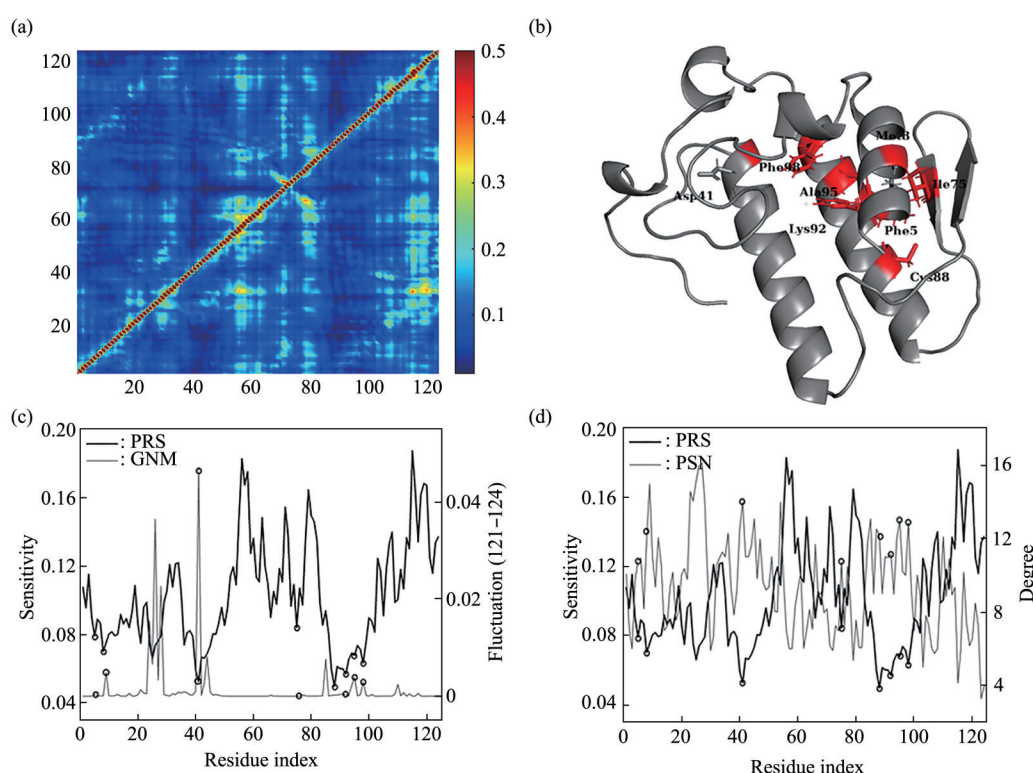 (a)
120
100
80
60
40
20
20 40 60 80 100 120
0.5
0.4
0.3
0.2
0.1
(b)
Met8
Phe98
Ile75
Asp41
Ala95
Lys92
Phe5
Cys88
(c)
0.20
0.16
0.12
0.08
0.04
Sensitivity
: PRS
: GNM
0.04
0.02
0
Fluctuation (121–124)
0 20 40 60 80 100 120
Residue index
(d)
0.20
0.16
0.12
0.08
0.04
Sensitivity
: PRS
: PSN
16
12
8
4
Degree
0 20 40 60 80 100 120
Residue index